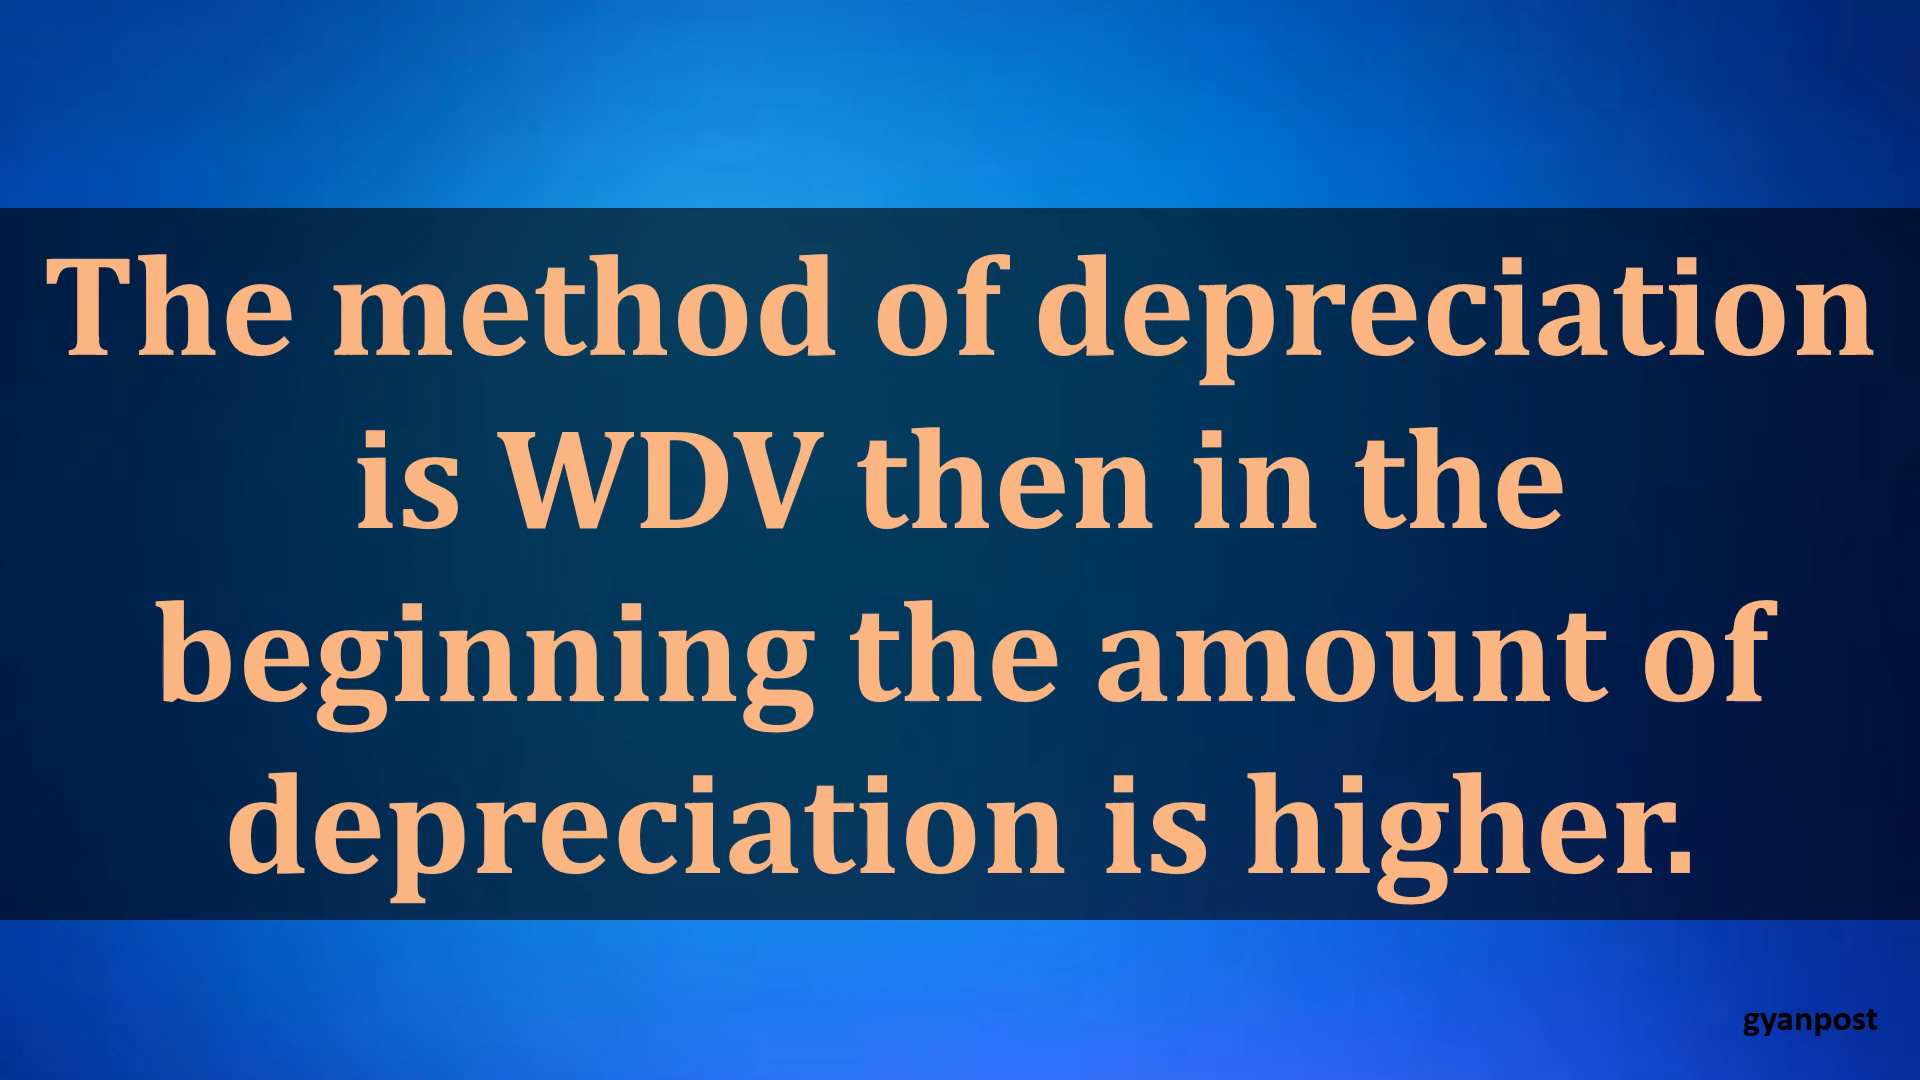 The method of depreciation
is WDV then in the
beginning the amount of
depreciation is higher.
gyanpost